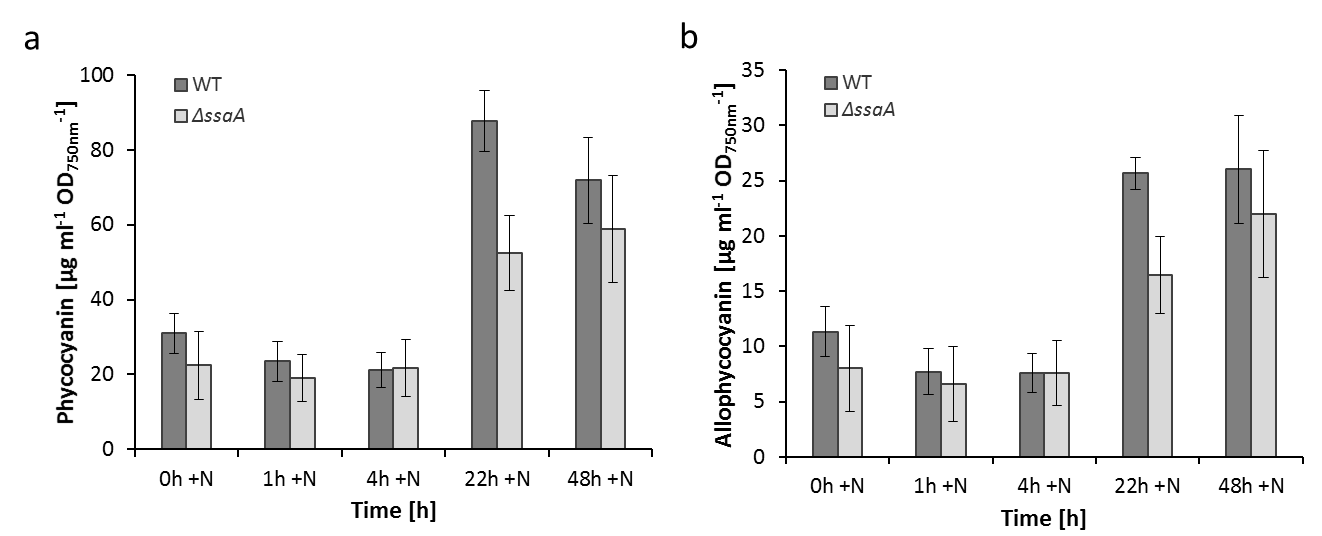 a
Phycocyanin [µg ml-1 OD750nm-1]
100
80
60
40
20
0
WT
ΔssaA
0h +N 1h +N 4h +N 22h +N 48h +N
Time [h]
b
Allophycocyanin [µg ml-1 OD750nm-1]
35
30
25
20
15
10
5
0
WT
ΔssaA
0h +N 1h +N 4h +N 22h +N 48h +N
Time [h]